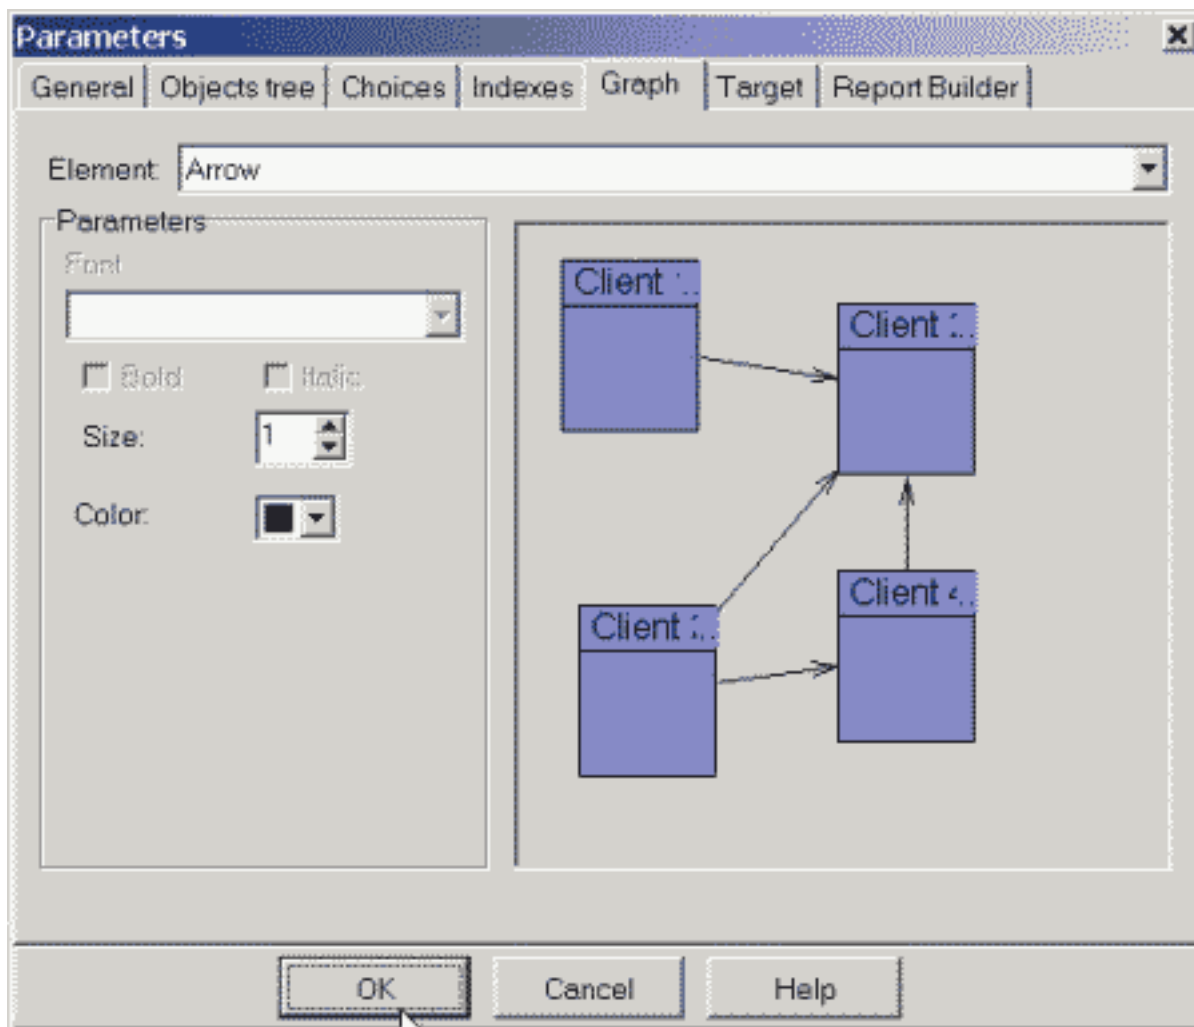 Parameters
General Objects tree Choices Indexes Graph Target Report Builder
Element: Arrow
Parameters
Font
Bold Italic
Size: 1
Color:
Client
Client
Client
Client
OK Cancel Help